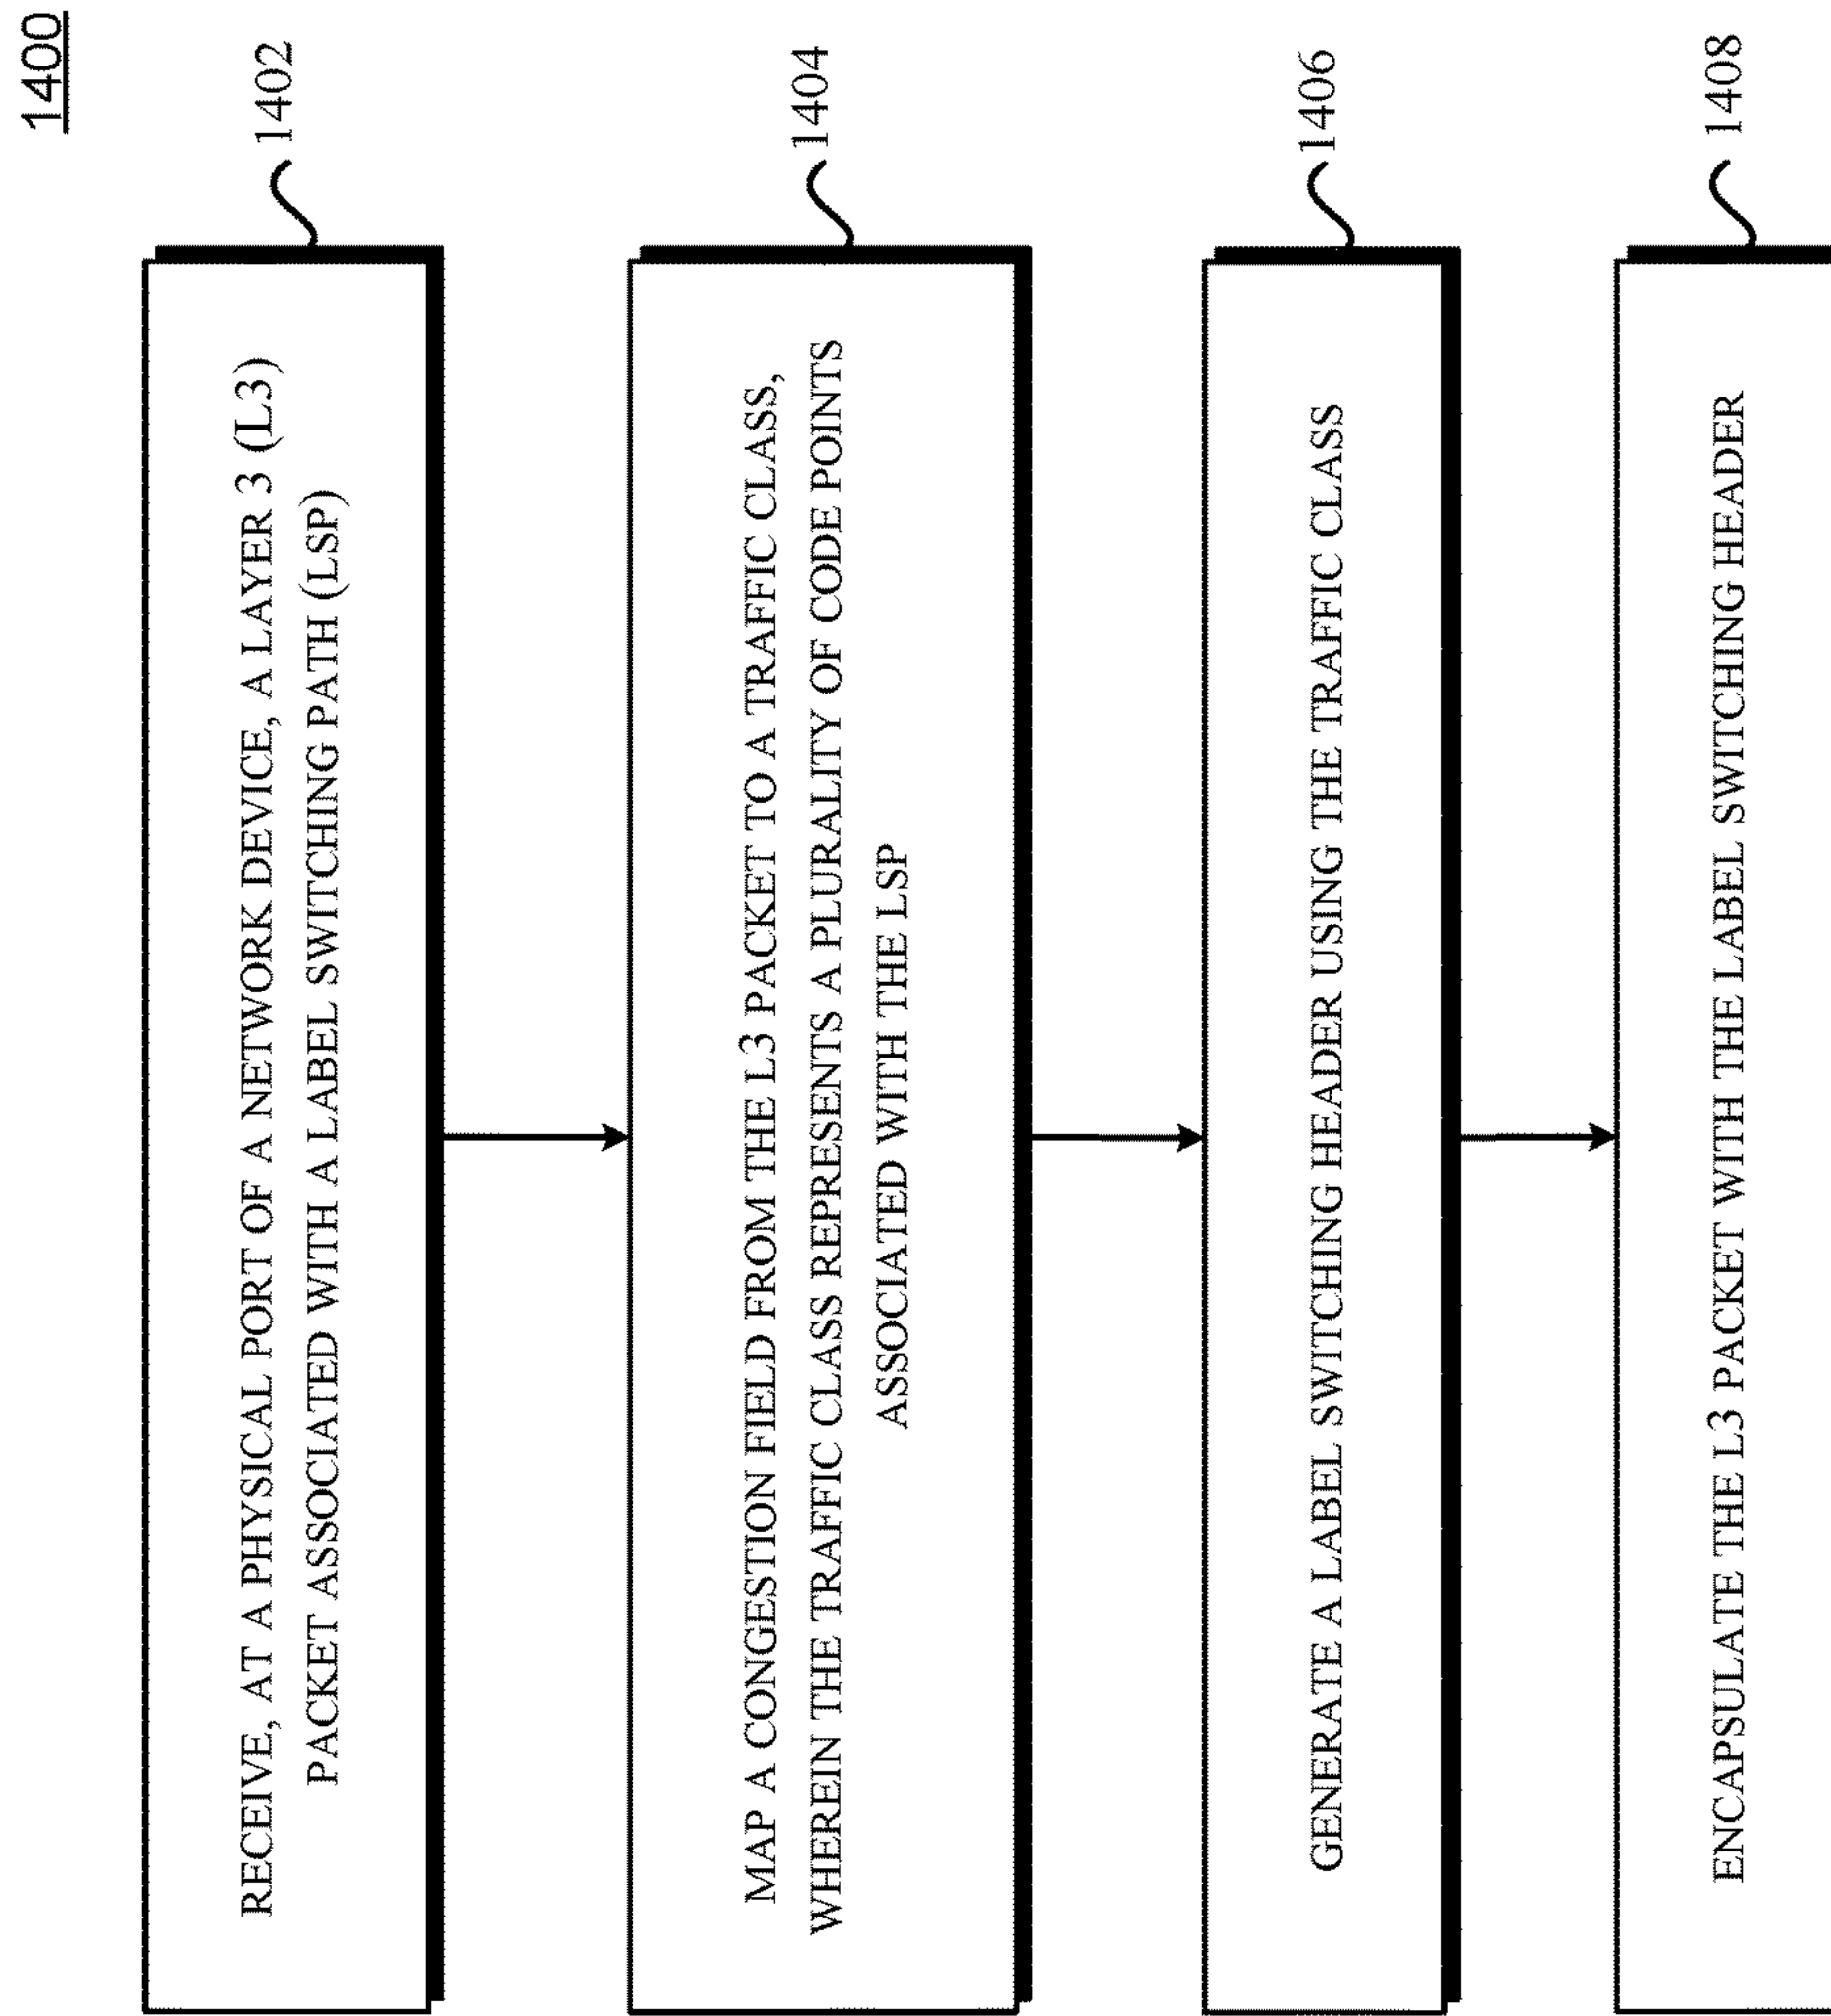 1400
RECEIVE, AT A PHYSICAL PORT OF A NETWORK DEVICE, A LAYER 3 (L3)
PACKET ASSOCIATED WITH A LABEL SWITCHING PATH (LSP)
1402
MAP A CONGESTION FIELD FROM THE L3 PACKET TO A TRAFFIC CLASS,
WHEREIN THE TRAFFIC CLASS REPRESENTS A PLURALITY OF CODE POINTS
ASSOCIATED WITH THE LSP
1404
GENERATE A LABEL SWITCHING HEADER USING THE TRAFFIC CLASS
1406
ENCAPSULATE THE L3 PACKET WITH THE LABEL SWITCHING HEADER
1408